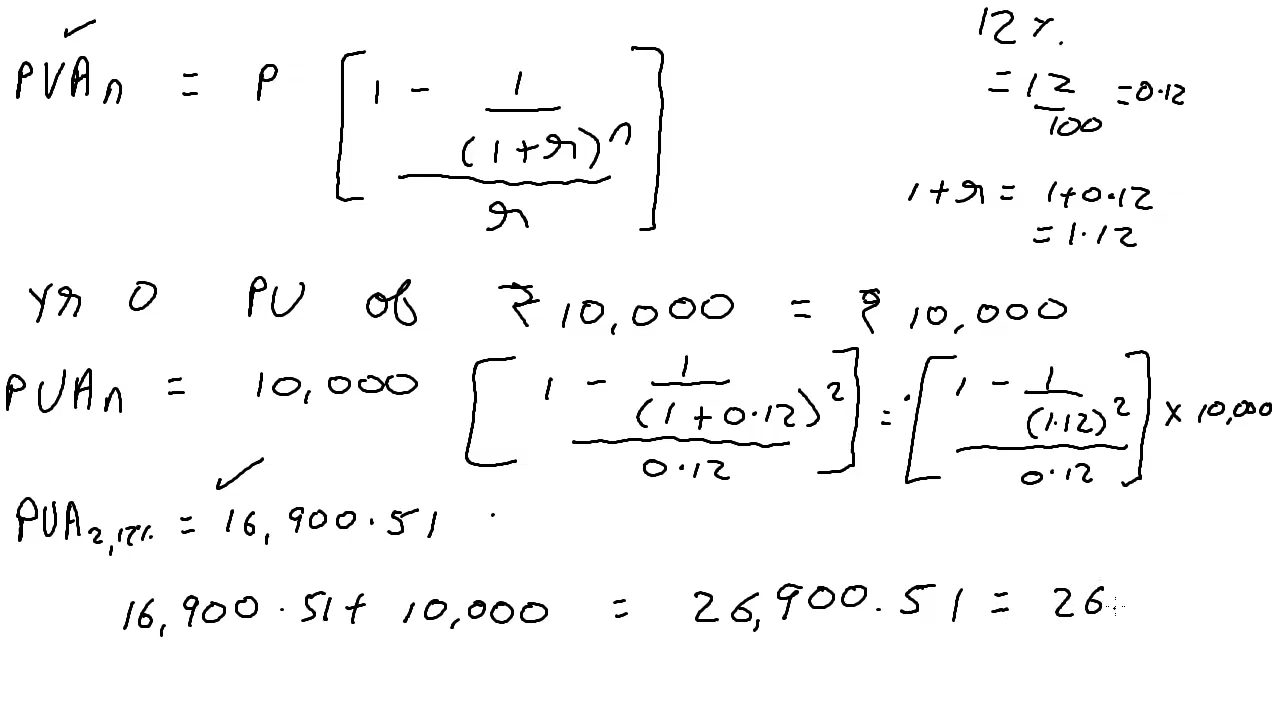 ✓
PVAn = P [ 1 - 1/(1+r)^n / r ]
12 %.
= 12/100 = 0.12
1+r = 1+0.12
= 1.12
yr 0 PV of ₹ 10,000 = ₹ 10,000
PVAn = 10,000 [ 1 - 1/(1+0.12)^2 / 0.12 ] = [ 1 - 1/(1.12)^2 / 0.12 ] x 10,000
✓
PVA2,12%. = 16,900.51
16,900.51 + 10,000 = 26,900.51 = 26